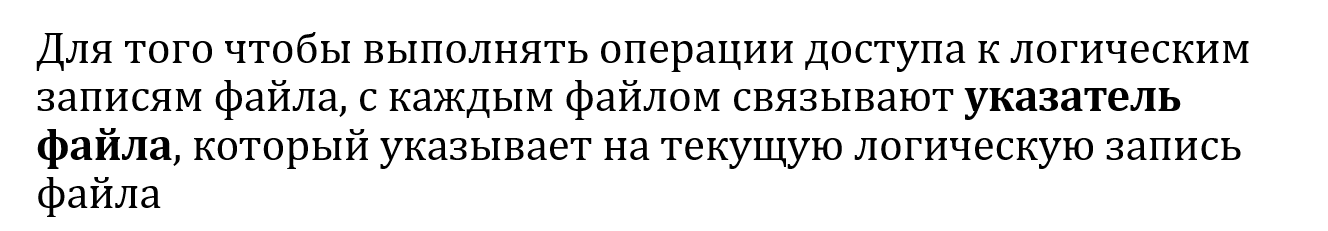 Для того чтобы выполнять операции доступа к логическим
записям файла, с каждым файлом связывают указатель
файла, который указывает на текущую логическую запись
файла